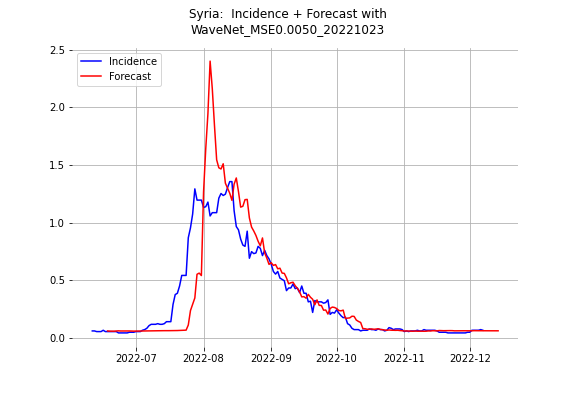 Syria:  Incidence + Forecast with
WaveNet_MSE0.0050_20221023
2.5
Incidence
Forecast
2.0
1.5
1.0
0.5
0.0
2022-07 2022-08 2022-09 2022-10 2022-11 2022-12